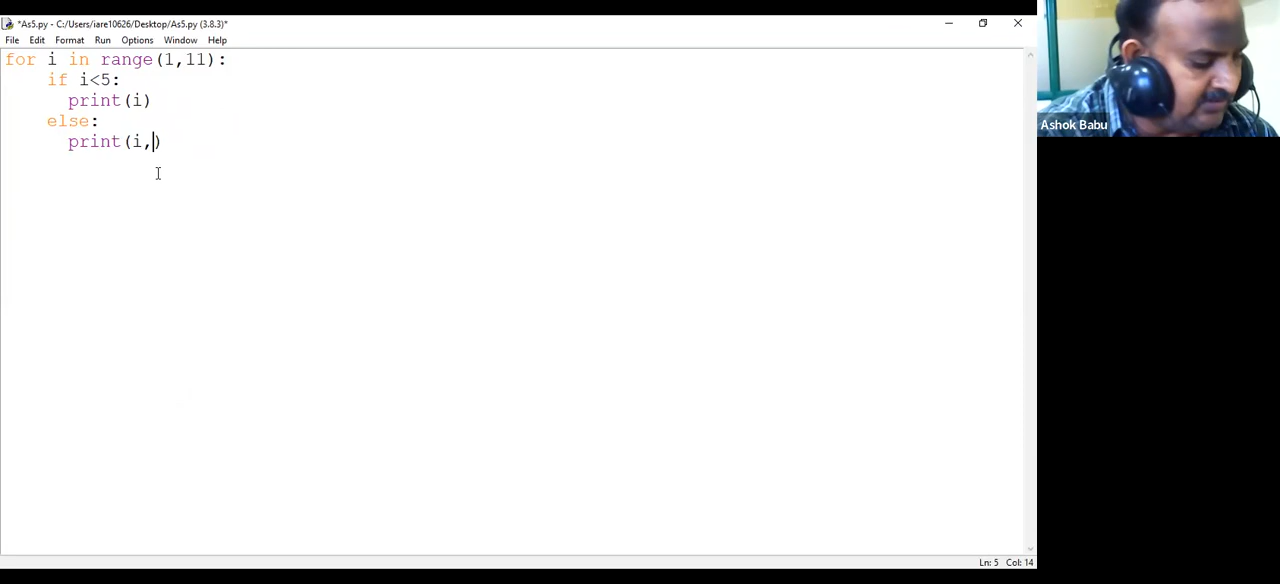 *As5.py - C:/Users/iare10626/Desktop/As5.py (3.8.3)*
File Edit Format Run Options Window Help
for i in range(1,11):
    if i<5:
      print(i)
    else:
      print(i,)
Ashok Babu
Ln: 5 Col: 14